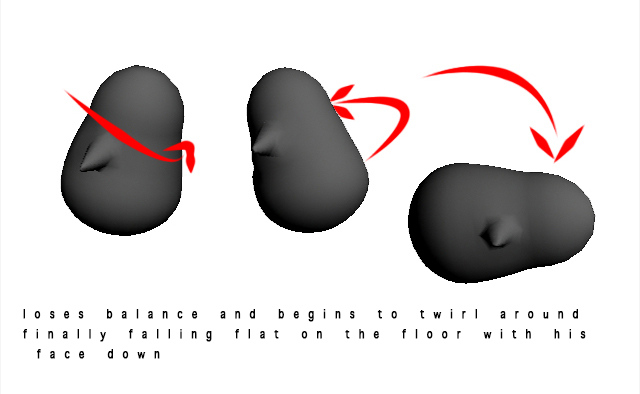 loses balance and begins to twirl around
finally falling flat on the floor with his
face down